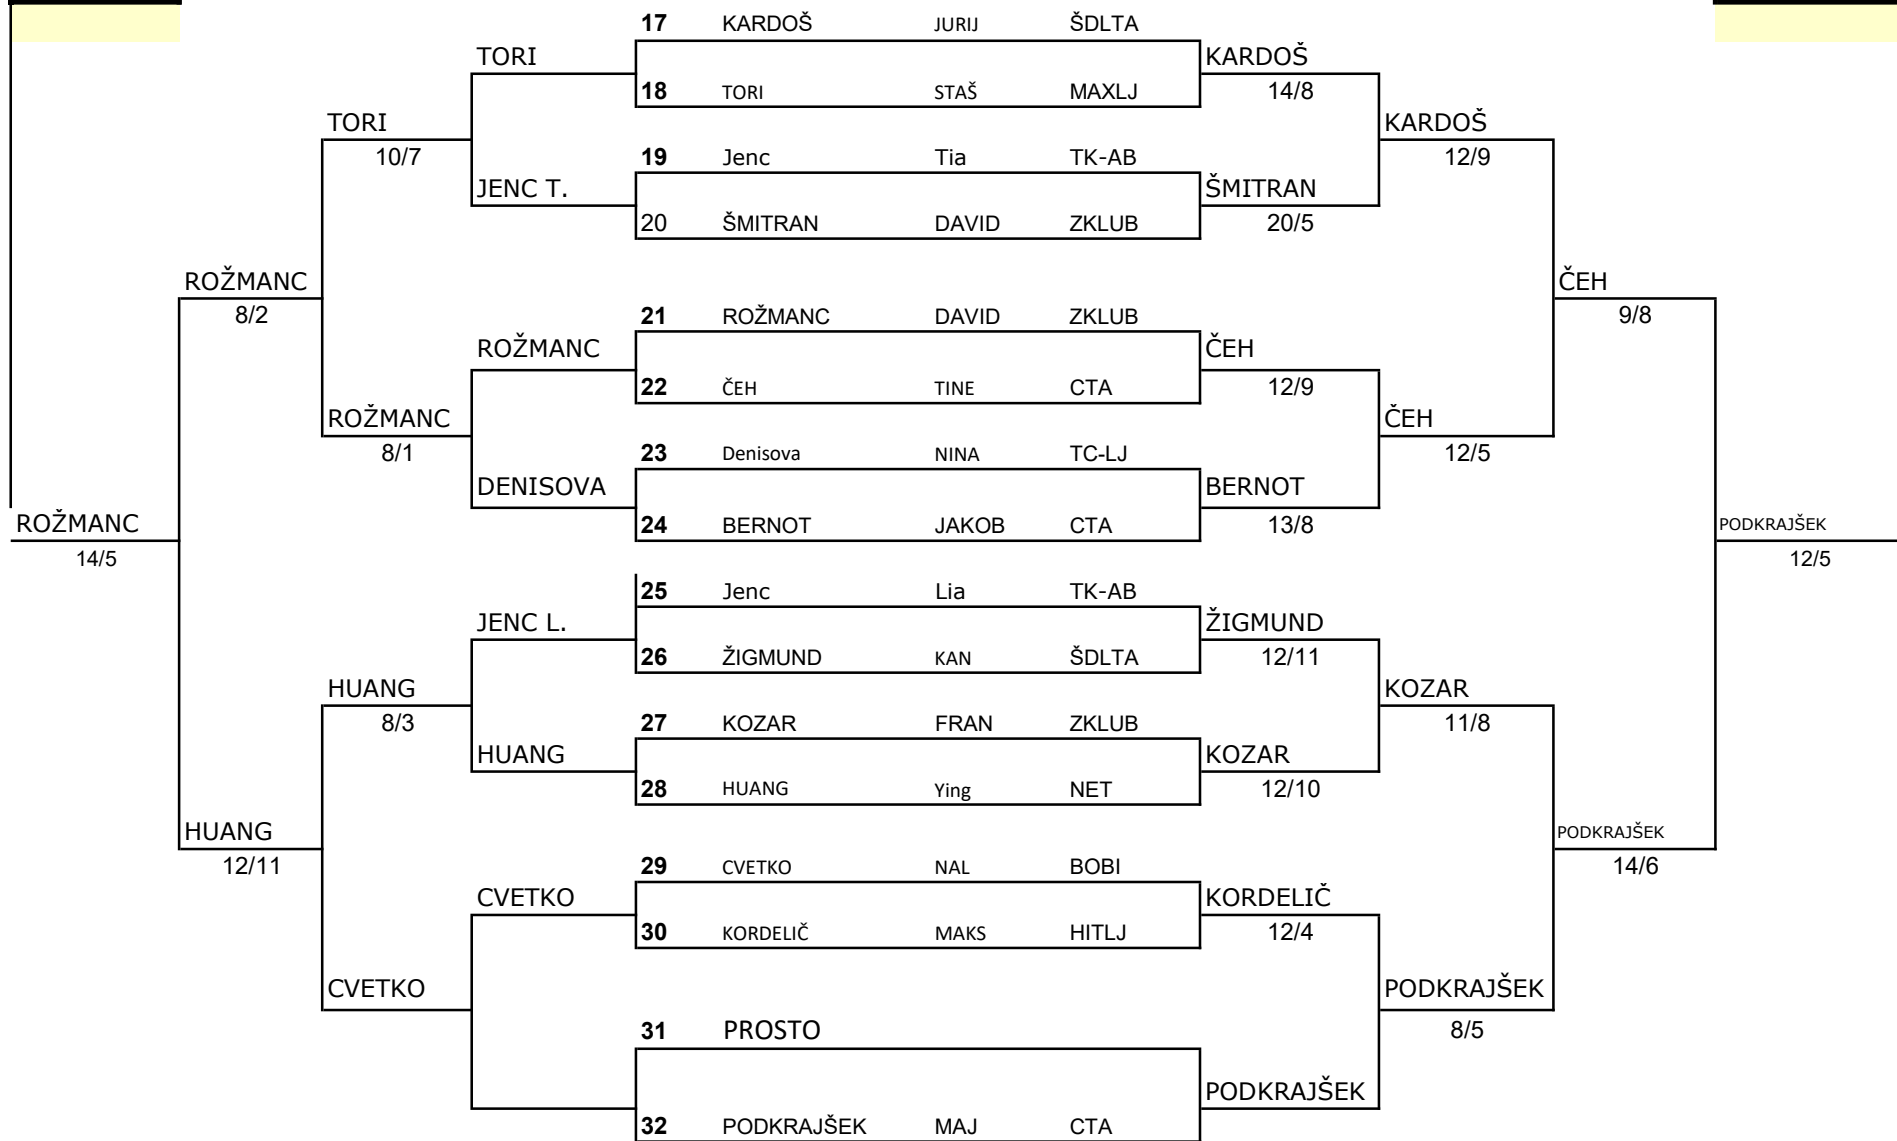 17 KARDOŠ JURIJ ŠDLTA
TORI KARDOŠ
18 TORI STAŠ MAXLJ 14/8
TORI KARDOŠ
10/7 19 Jenc Tia TK-AB 12/9
JENC T. ŠMITRAN
20 ŠMITRAN DAVID ZKLUB 20/5
ROŽMANC ČEH
8/2 21 ROŽMANC DAVID ZKLUB 9/8
ROŽMANC ČEH
22 ČEH TINE CTA 12/9
ROŽMANC ČEH
8/1 23 Denisova NINA TC-LJ 12/5
DENISOVA BERNOT
ROŽMANC 24 BERNOT JAKOB CTA 13/8 PODKRAJŠEK
14/5 12/5
25 Jenc Lia TK-AB
JENC L. ŽIGMUND
26 ŽIGMUND KAN ŠDLTA 12/11
HUANG KOZAR
8/3 27 KOZAR FRAN ZKLUB 11/8
HUANG KOZAR
28 HUANG Ying NET 12/10
HUANG PODKRAJŠEK
12/11 29 CVETKO NAL BOBI 14/6
CVETKO KORDELIČ
30 KORDELIČ MAKS HITLJ 12/4
CVETKO PODKRAJŠEK
31 PROSTO 8/5
PODKRAJŠEK
32 PODKRAJŠEK MAJ CTA